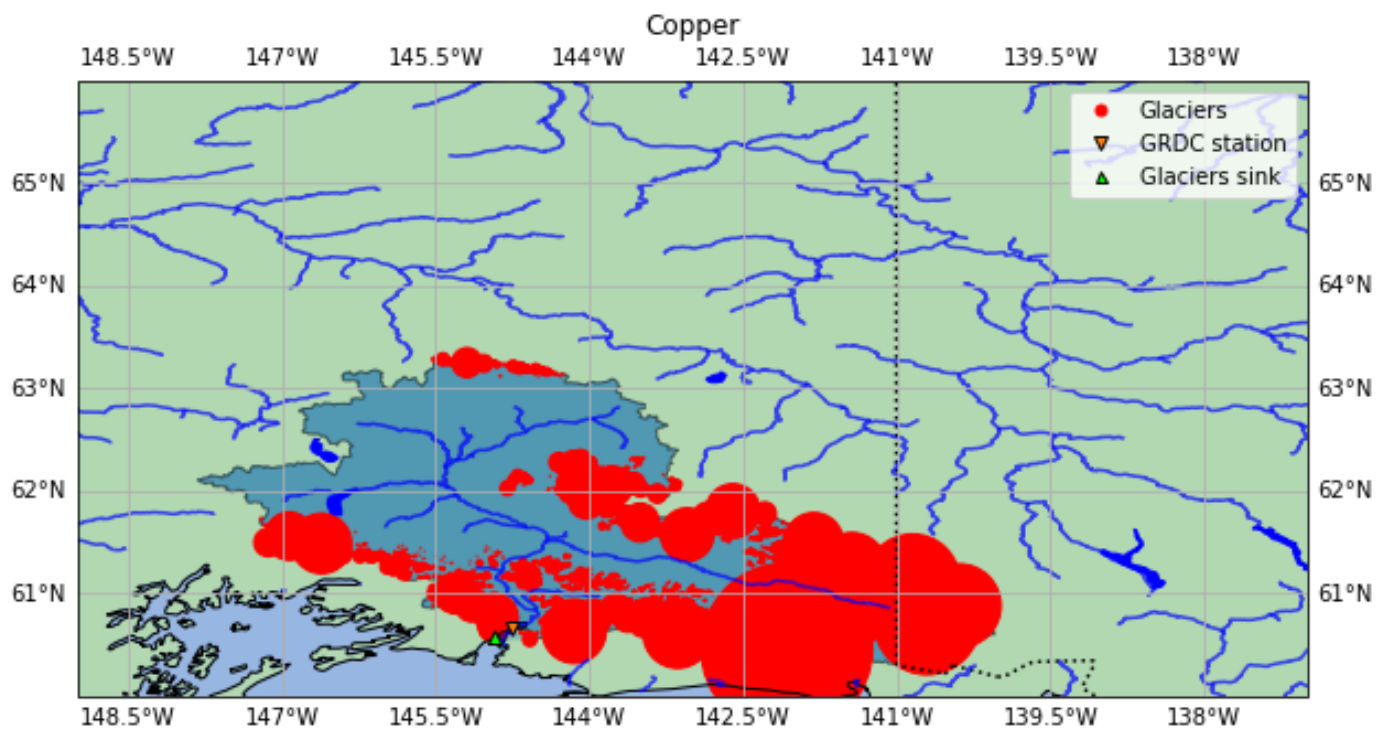 Copper
148.5°W 147°W 145.5°W 144°W 142.5°W 141°W 139.5°W 138°W
Glaciers
GRDC station
Glaciers sink
65°N 65°N
64°N 64°N
63°N 63°N
62°N 62°N
61°N 61°N
148.5°W 147°W 145.5°W 144°W 142.5°W 141°W 139.5°W 138°W